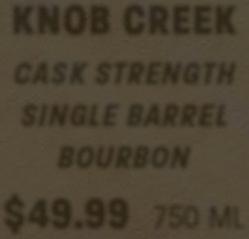 KNOB CREEK
CASK STRENGTH
SINGLE BARREL
BOURBON
$49.99 750 ML